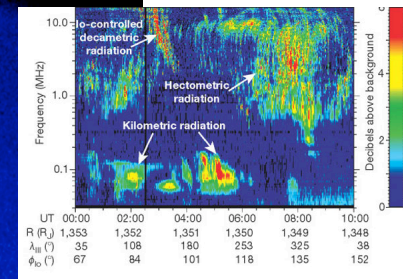 Io-controlled
decametric
radiation
Hectometric
radiation
Kilometric radiation
Frequency (MHz)
10.0
1.0
0.1
Decibels above background
4
2
0
UT 00:00 02:00 04:00 06:00 08:00 10:00
R (RJ) 1,353 1,352 1,351 1,350 1,349 1,348
λIII (°) 35 108 180 253 325 38
ϕIo (°) 67 84 101 118 135 152